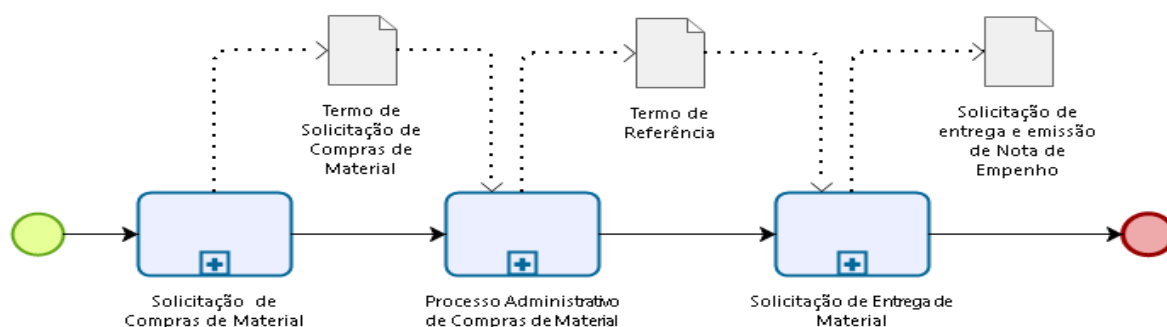 Termo de
Solicitação de
Compras de
Material
Termo de
Referência
Solicitação de
entrega e emissão
de Nota de
Empenho
Solicitação de
Compras de Material
Processo Administrativo
de Compras de Material
Solicitação de Entrega de
Material